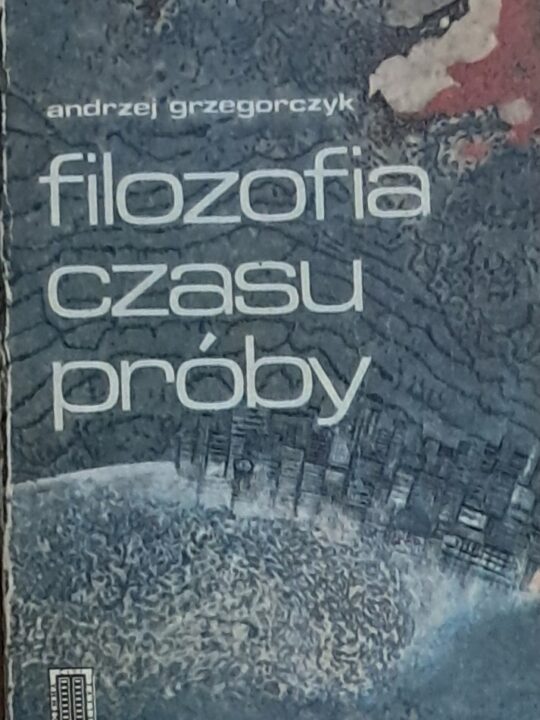 andrzej grzegorczyk
filozofia
czasu
próby